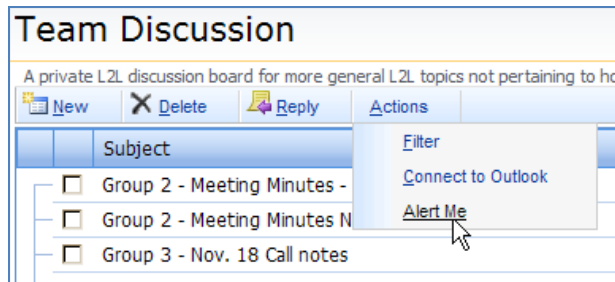 Team Discussion
A private L2L discussion board for more general L2L topics not pertaining to ho
New Delete Reply Actions
Subject
Filter
Connect to Outlook
Alert Me
Group 2 - Meeting Minutes -
Group 2 - Meeting Minutes N
Group 3 - Nov. 18 Call notes